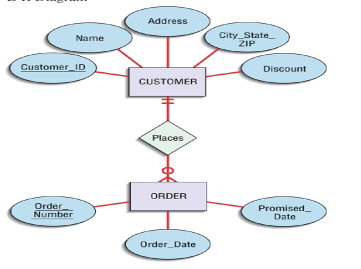 E-R Diagram
Address
Name
City_State_
ZIP
Customer_ID
Discount
CUSTOMER
Places
ORDER
Order_
Number
Promised_
Date
Order_Date